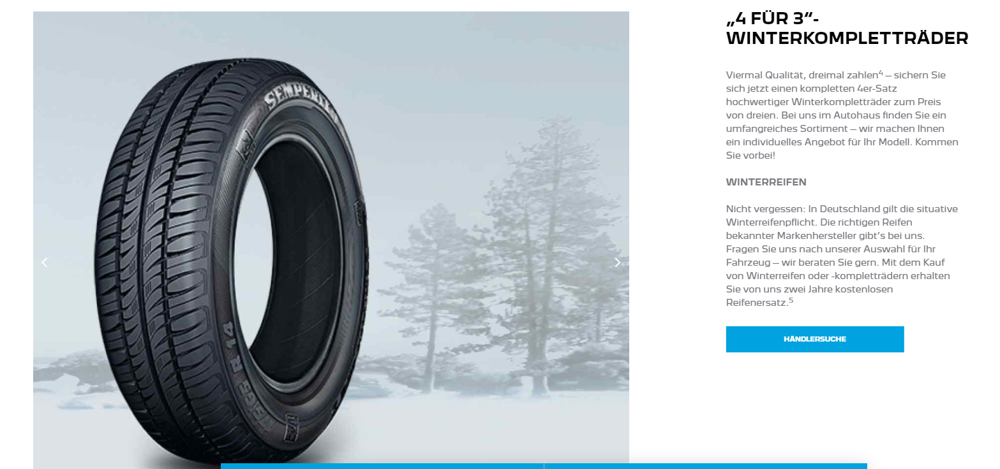 „4 FÜR 3“-
WINTERKOMPLETTRÄDER
Viermal Qualität, dreimal zahlen⁴ – sichern Sie
sich jetzt einen kompletten 4er-Satz
hochwertiger Winterkompletträder zum Preis
von dreien. Bei uns im Autohaus finden Sie ein
umfangreiches Sortiment – wir machen Ihnen
ein individuelles Angebot für Ihr Modell. Kommen
Sie vorbei!
WINTERREIFEN
Nicht vergessen: In Deutschland gilt die situative
Winterreifenpflicht. Die richtigen Reifen
bekannter Markenhersteller gibt’s bei uns.
Fragen Sie uns nach unserer Auswahl für Ihr
Fahrzeug – wir beraten Sie gern. Mit dem Kauf
von Winterreifen oder -kompletträdern erhalten
Sie von uns zwei Jahre kostenlosen
Reifenersatz.⁵
HÄNDLERSUCHE